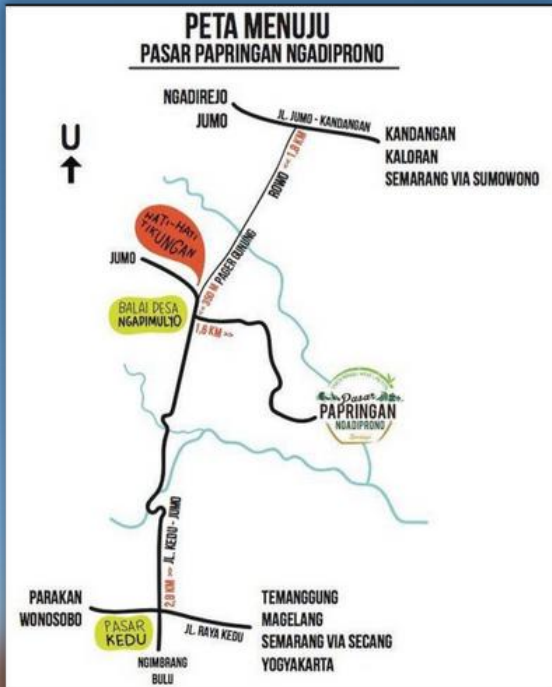 PETA MENUJU
PASAR PAPRINGAN NGADIPRONO
NGADIREJO
JUMO
JL. JUMO - KANDANGAN
KANDANGAN
KALORAN
SEMARANG VIA SUMOWONO
U
ROWO << 1,8 KM
HATI-HATI
TIKUNGAN
JUMO
<< 350 M PAGER GUNUNG
BALAI DESA
NGADIMULYO
1,6 KM >>
Pasar
PAPRINGAN
NGADIPRONO
2,9 KM >> JL. KEDU - JUMO
PARAKAN
WONOSOBO
PASAR
KEDU
JL. RAYA KEDU
NGIMBRANG
BULU
TEMANGGUNG
MAGELANG
SEMARANG VIA SECANG
YOGYAKARTA